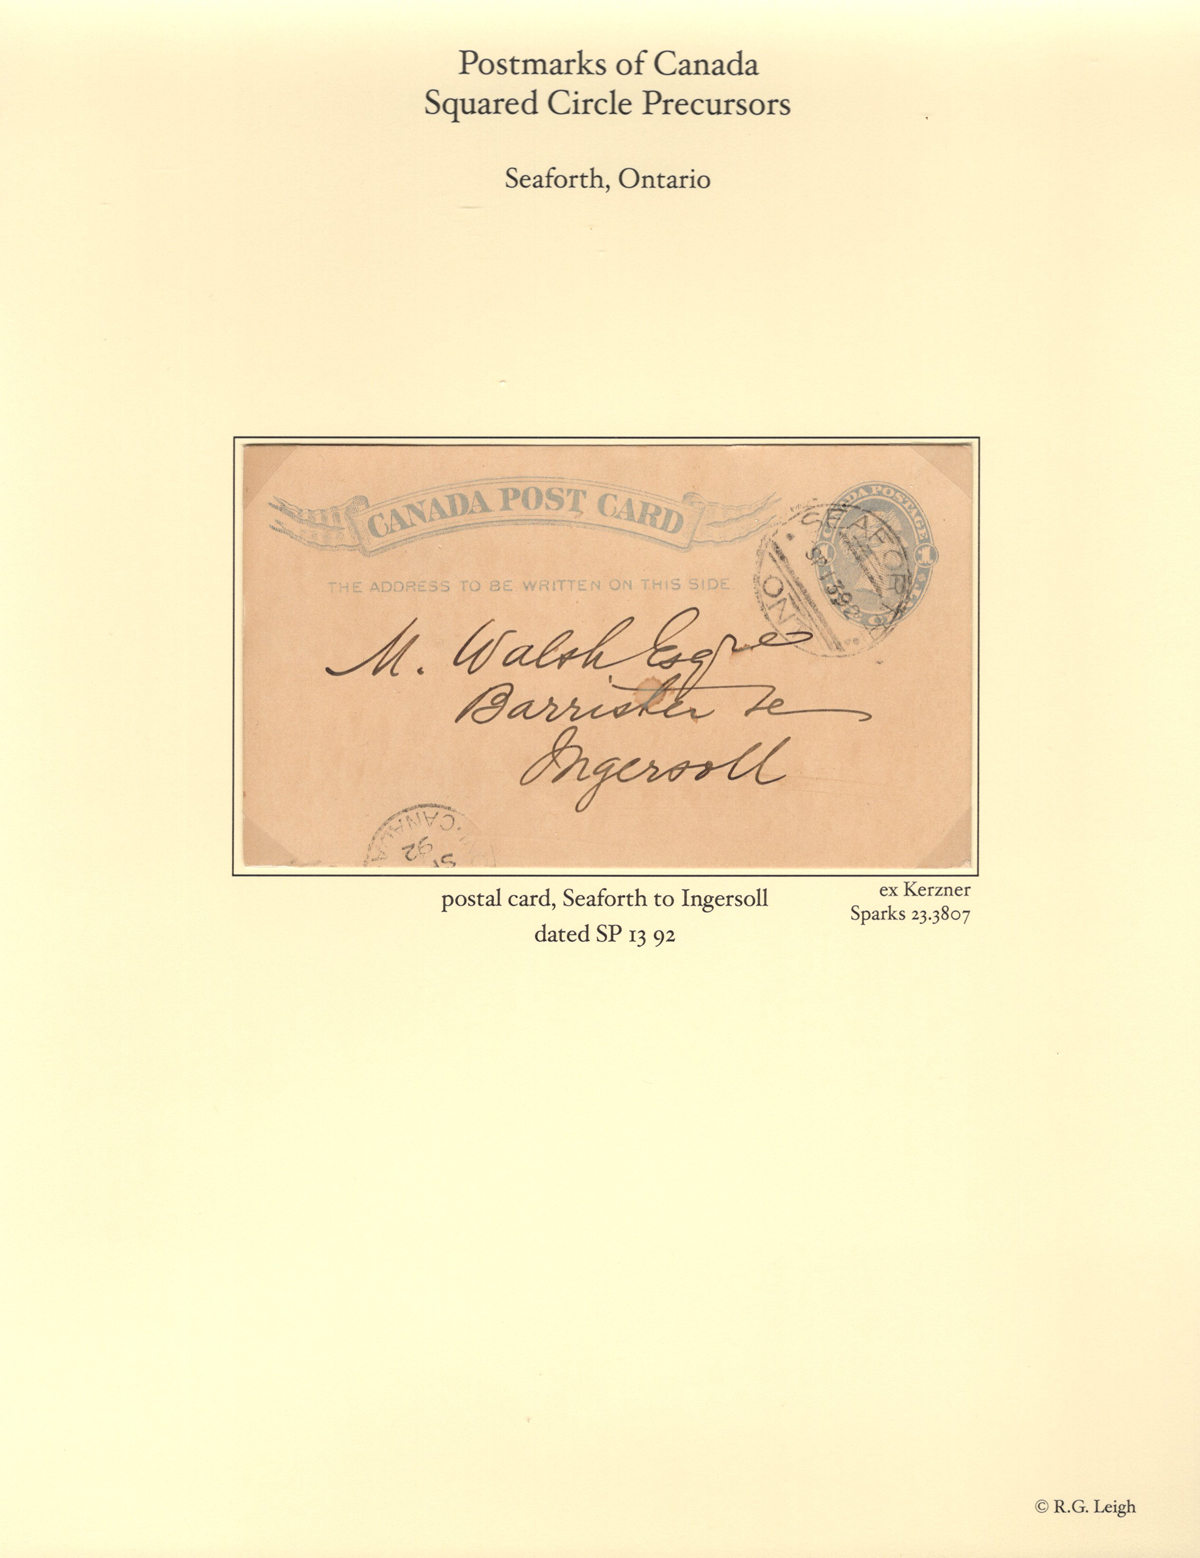 Postmarks of Canada
Squared Circle Precursors
Seaforth, Ontario
CANADA POST CARD
THE ADDRESS TO BE WRITTEN ON THIS SIDE.
CANADA POSTAGE
1
SEAFORTH
SP 13 92
ONT
M. Walsh Esqre
Barrister &c
Ingersoll
CANADA
92
postal card, Seaforth to Ingersoll
dated SP 13 92
ex Kerzner
Sparks 23.3807
© R.G. Leigh